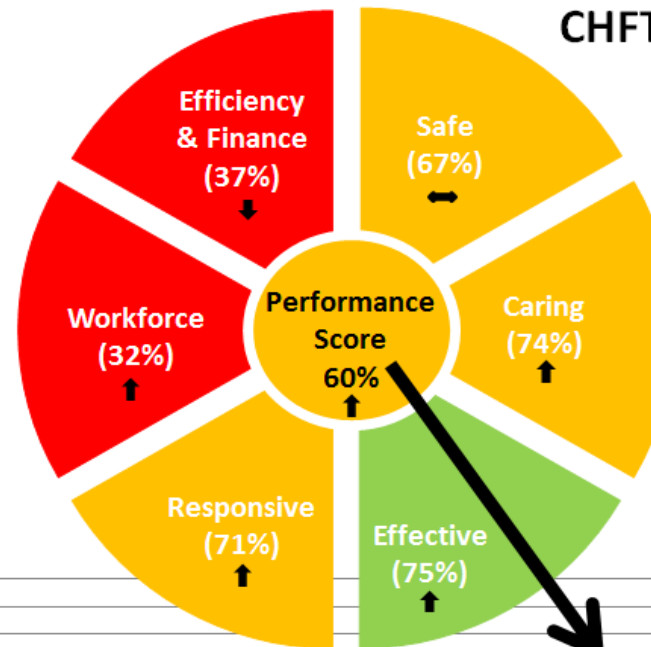 CHFT
Efficiency
& Finance
(37%)
Safe
(67%)
Caring
(74%)
Effective
(75%)
Responsive
(71%)
Workforce
(32%)
Performance
Score
60%